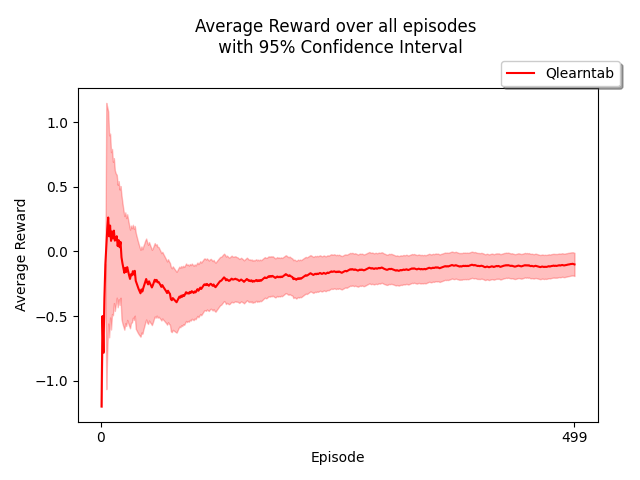 Average Reward over all episodes
with 95% Confidence Interval
Qlearntab
1.0
0.5
0.0
−0.5
−1.0
Average Reward
0
499
Episode